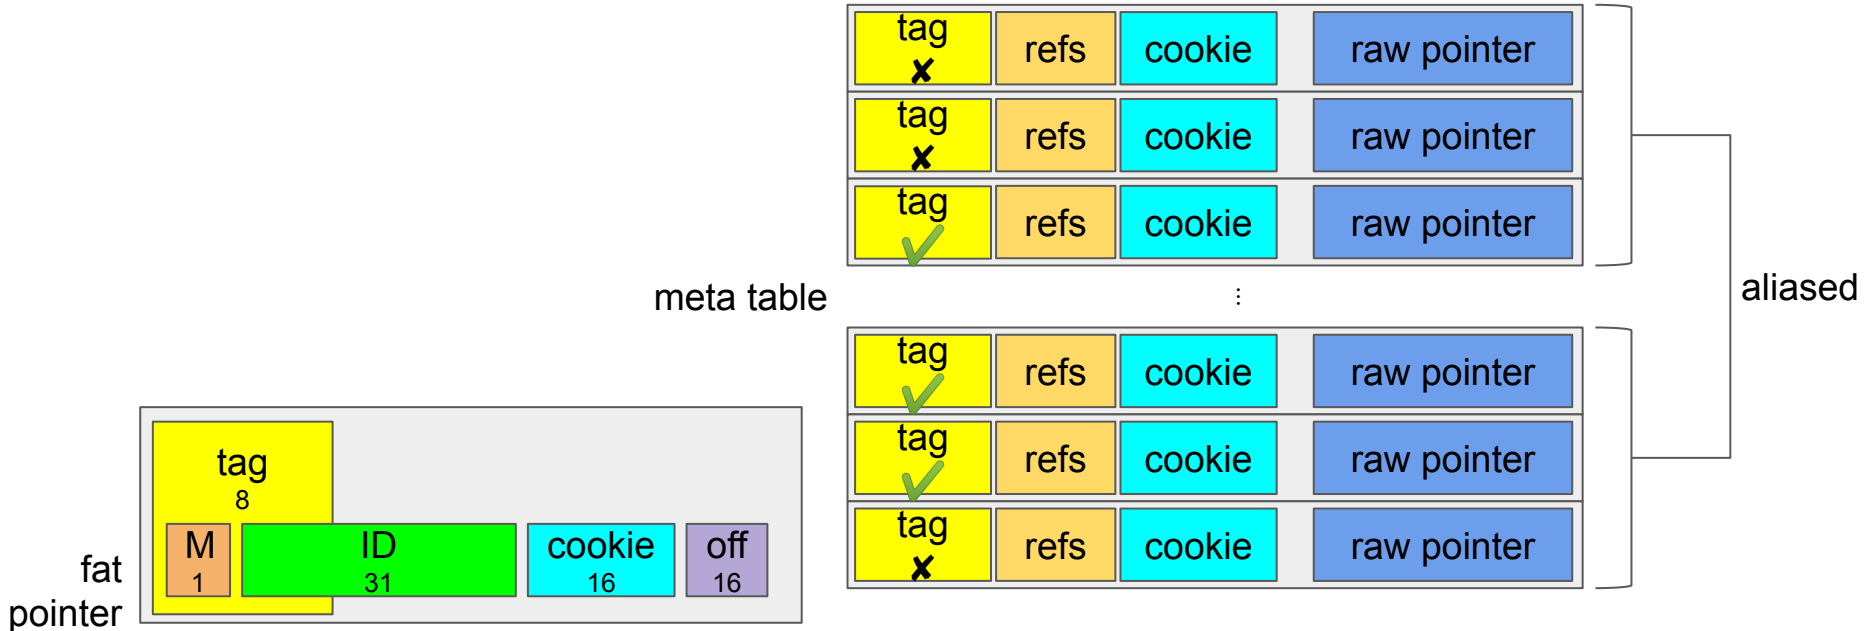 tag
✘
refs
cookie
raw pointer
tag
✘
refs
cookie
raw pointer
tag
✓
refs
cookie
raw pointer
meta table
⋮
aliased
tag
✓
refs
cookie
raw pointer
tag
✓
refs
cookie
raw pointer
tag
✘
refs
cookie
raw pointer
tag
8
M
1
ID
31
cookie
16
off
16
fat
pointer